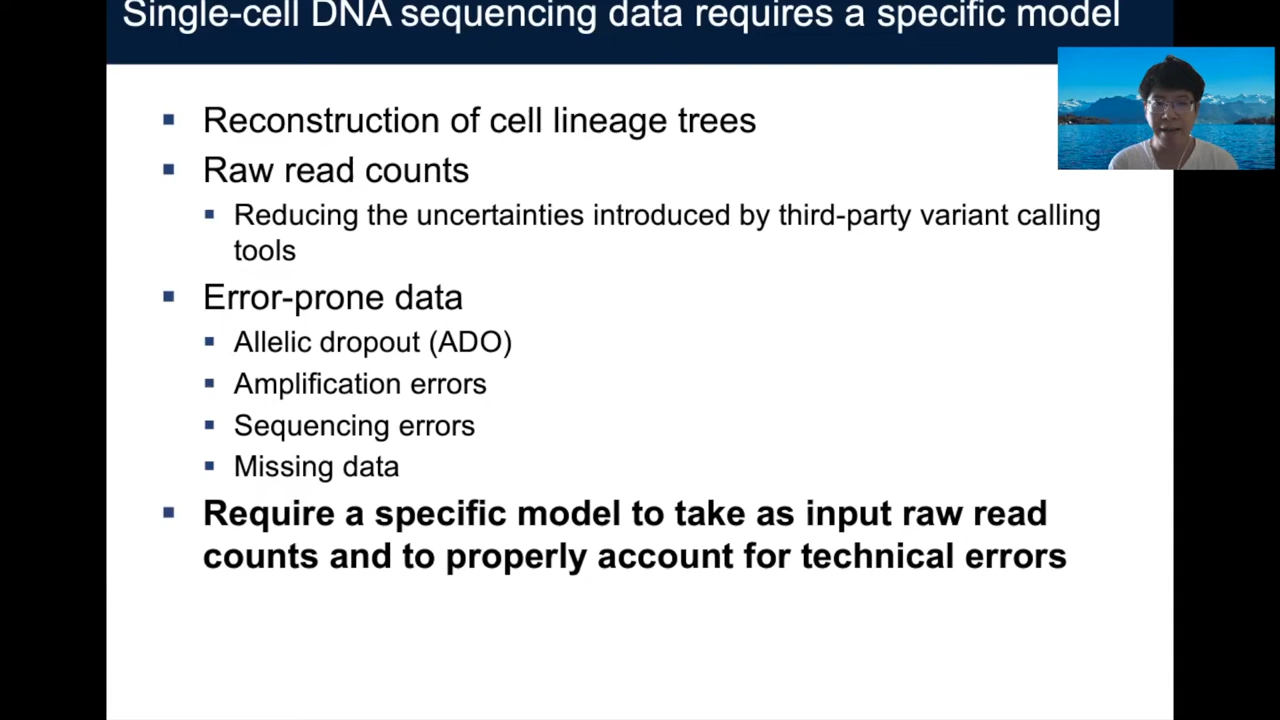 Single-cell DNA sequencing data requires a specific model
Reconstruction of cell lineage trees
Raw read counts
Reducing the uncertainties introduced by third-party variant calling
tools
Error-prone data
Allelic dropout (ADO)
Amplification errors
Sequencing errors
Missing data
Require a specific model to take as input raw read
counts and to properly account for technical errors